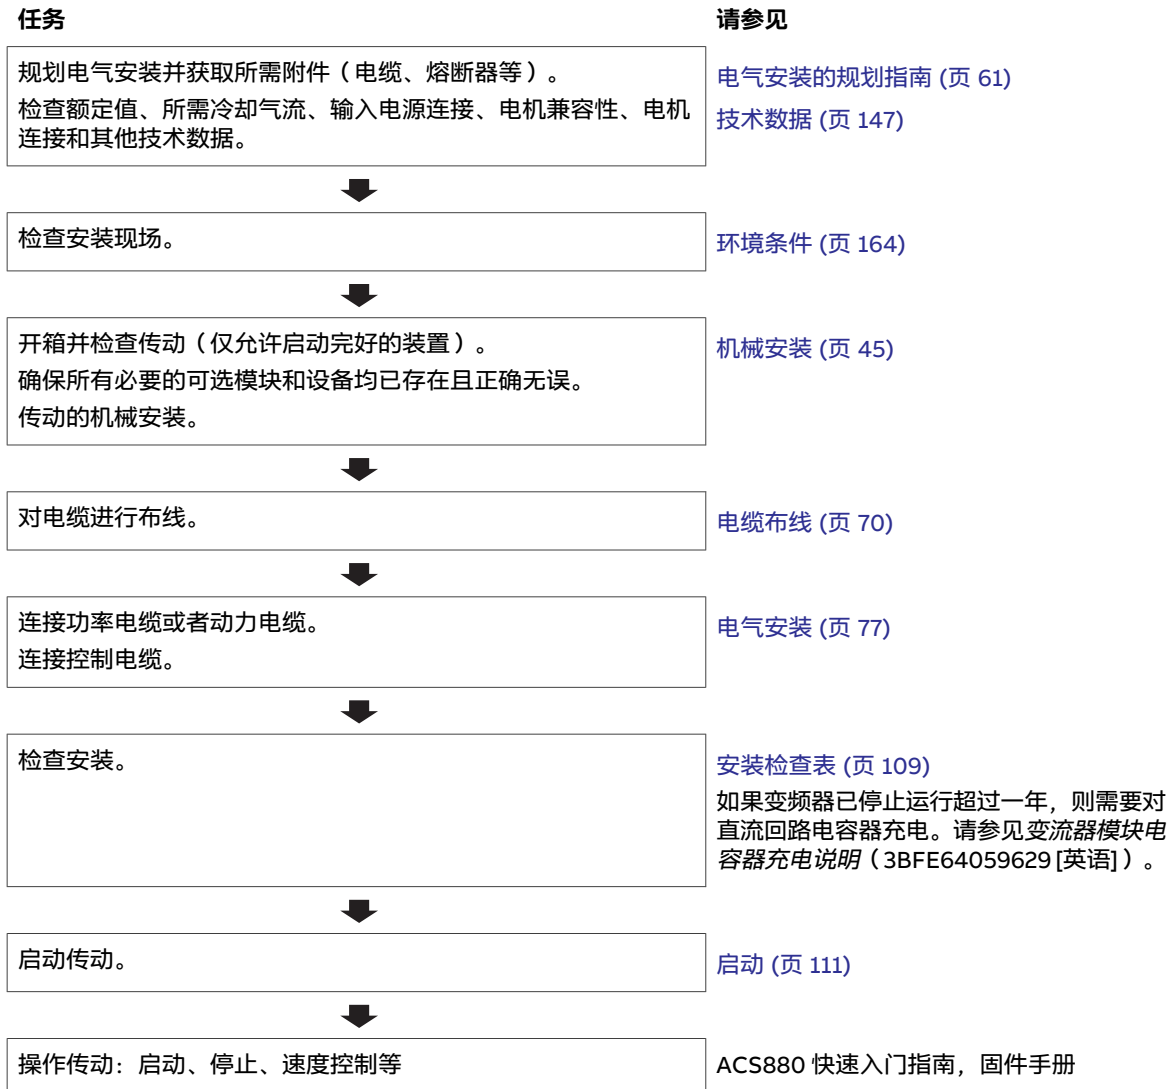 任务 请参见
规划电气安装并获取所需附件（电缆、熔断器等）。
检查额定值、所需冷却气流、输入电源连接、电机兼容性、电机
连接和其他技术数据。
电气安装的规划指南 (页 61)
技术数据 (页 147)
检查安装现场。
环境条件 (页 164)
开箱并检查传动（仅允许启动完好的装置）。
确保所有必要的可选模块和设备均已存在且正确无误。
传动的机械安装。
机械安装 (页 45)
对电缆进行布线。
电缆布线 (页 70)
连接功率电缆或者动力电缆。
连接控制电缆。
电气安装 (页 77)
检查安装。
安装检查表 (页 109)
如果变频器已停止运行超过一年，则需要对
直流回路电容器充电。请参见变流器模块电
容器充电说明（3BFE64059629 [英语]）。
启动传动。
启动 (页 111)
操作传动：启动、停止、速度控制等
ACS880 快速入门指南，固件手册